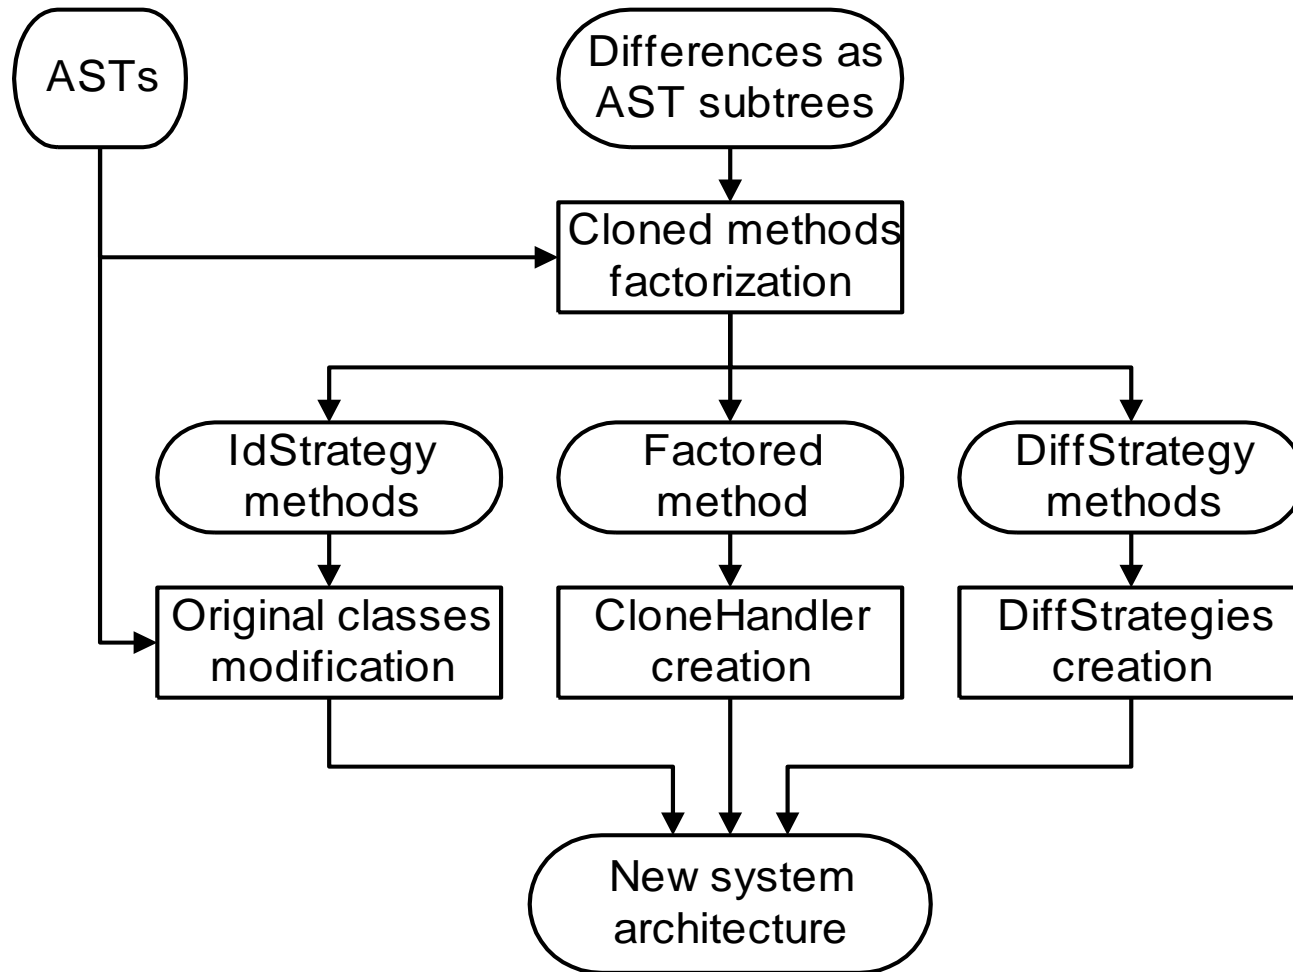 ASTs
Differences as
AST subtrees
Cloned methods
factorization
IdStrategy
methods
Factored
method
DiffStrategy
methods
Original classes
modification
CloneHandler
creation
DiffStrategies
creation
New system
architecture